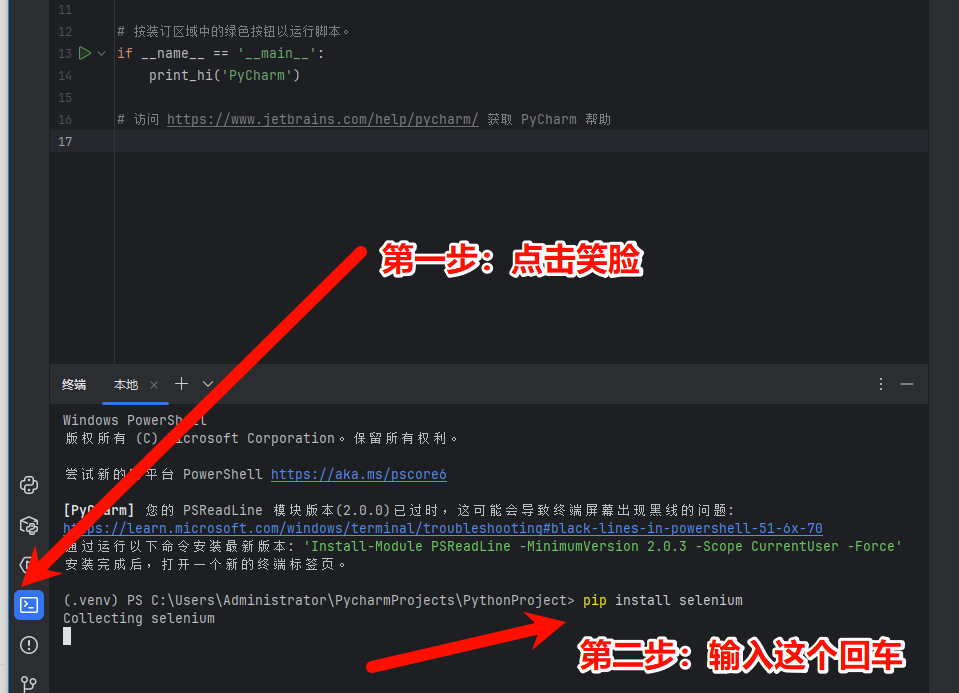 11
12 # 按装订区域中的绿色按钮以运行脚本。
13 if __name__ == '__main__':
14 print_hi('PyCharm')
15
16 # 访问 https://www.jetbrains.com/help/pycharm/ 获取 PyCharm 帮助
17
第一步：点击笑脸
终端 本地
Windows PowerShell
版权所有 (C) Microsoft Corporation。保留所有权利。
尝试新的 平台 PowerShell https://aka.ms/pscore6
[PyCharm] 您的 PSReadLine 模块版本(2.0.0)已过时，这可能会导致终端屏幕出现黑线的问题:
https://learn.microsoft.com/windows/terminal/troubleshooting#black-lines-in-powershell-51-6x-70
通过运行以下命令安装最新版本: 'Install-Module PSReadLine -MinimumVersion 2.0.3 -Scope CurrentUser -Force'
安装完成后，打开一个新的终端标签页。
(.venv) PS C:\Users\Administrator\PycharmProjects\PythonProject> pip install selenium
Collecting selenium
第二步：输入这个回车